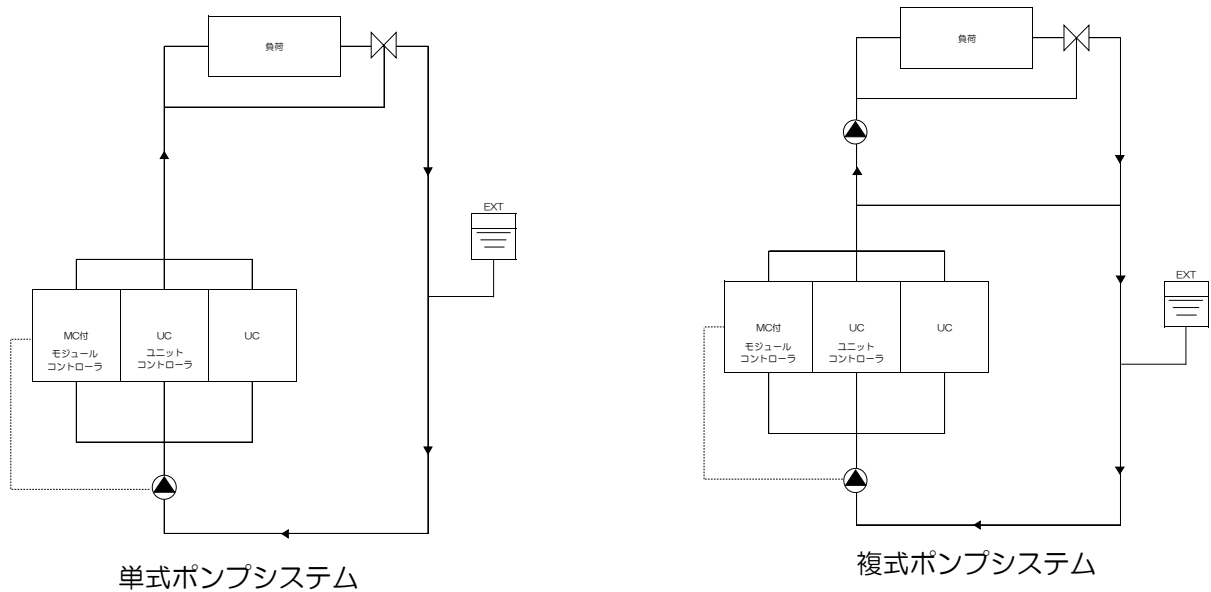 負荷
EXT
MC付
モジュール
コントローラ
UC
ユニット
コントローラ
UC
単式ポンプシステム
負荷
EXT
MC付
モジュール
コントローラ
UC
ユニット
コントローラ
UC
複式ポンプシステム